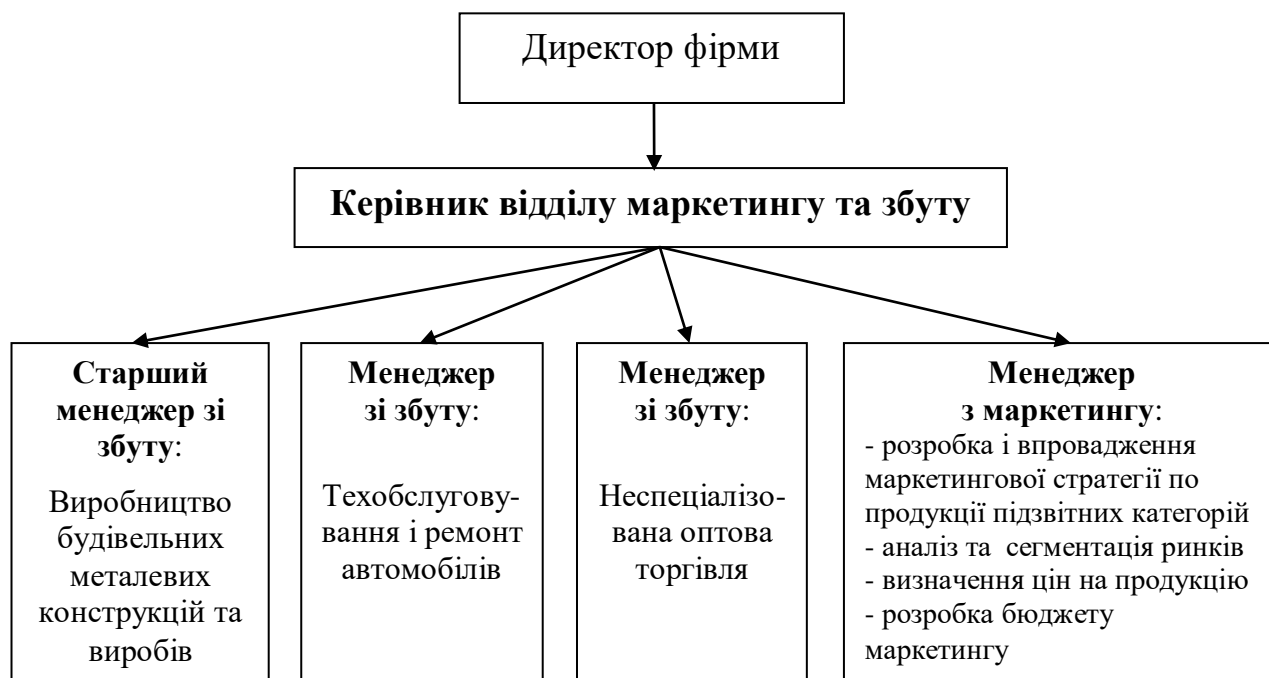 Директор фірми
Керівник відділу маркетингу та збуту
Старший
менеджер зі
збуту:
Виробництво
будівельних
металевих
конструкцій та
виробів
Менеджер
зі збуту:
Техобслугову-
вання і ремонт
автомобілів
Менеджер
зі збуту:
Неспеціалізо-
вана оптова
торгівля
Менеджер
з маркетингу:
- розробка і впровадження
маркетингової стратегії по
продукції підзвітних категорій
- аналіз та сегментація ринків
- визначення цін на продукцію
- розробка бюджету
маркетингу